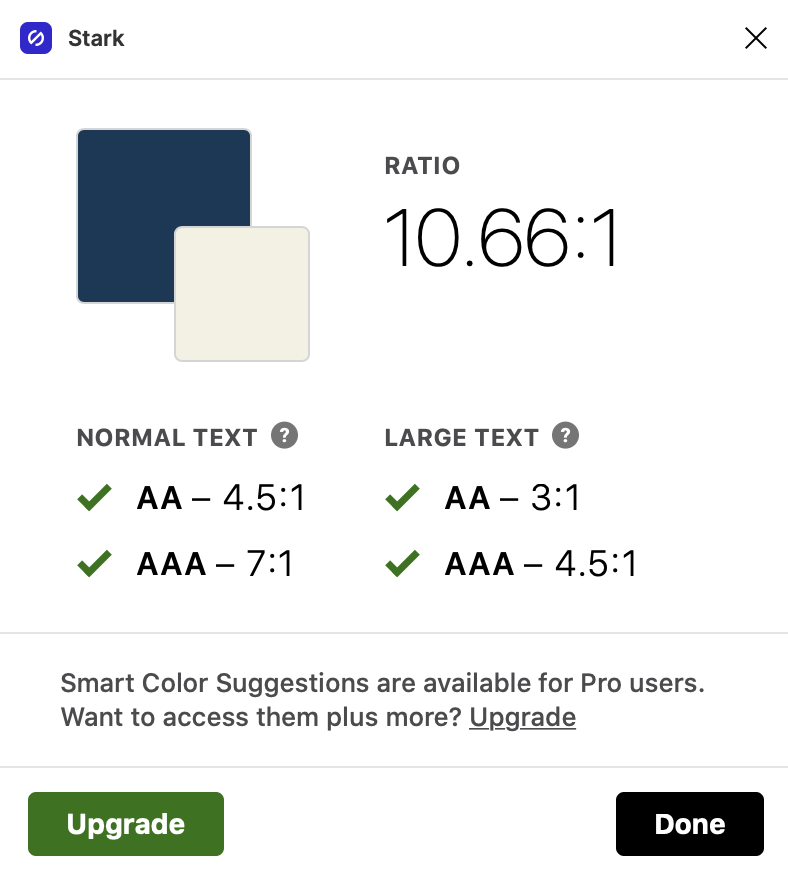 Stark
RATIO
10.66:1
NORMAL TEXT ?
AA – 4.5:1
AAA – 7:1
LARGE TEXT ?
AA – 3:1
AAA – 4.5:1
Smart Color Suggestions are available for Pro users.
Want to access them plus more? Upgrade
Upgrade
Done